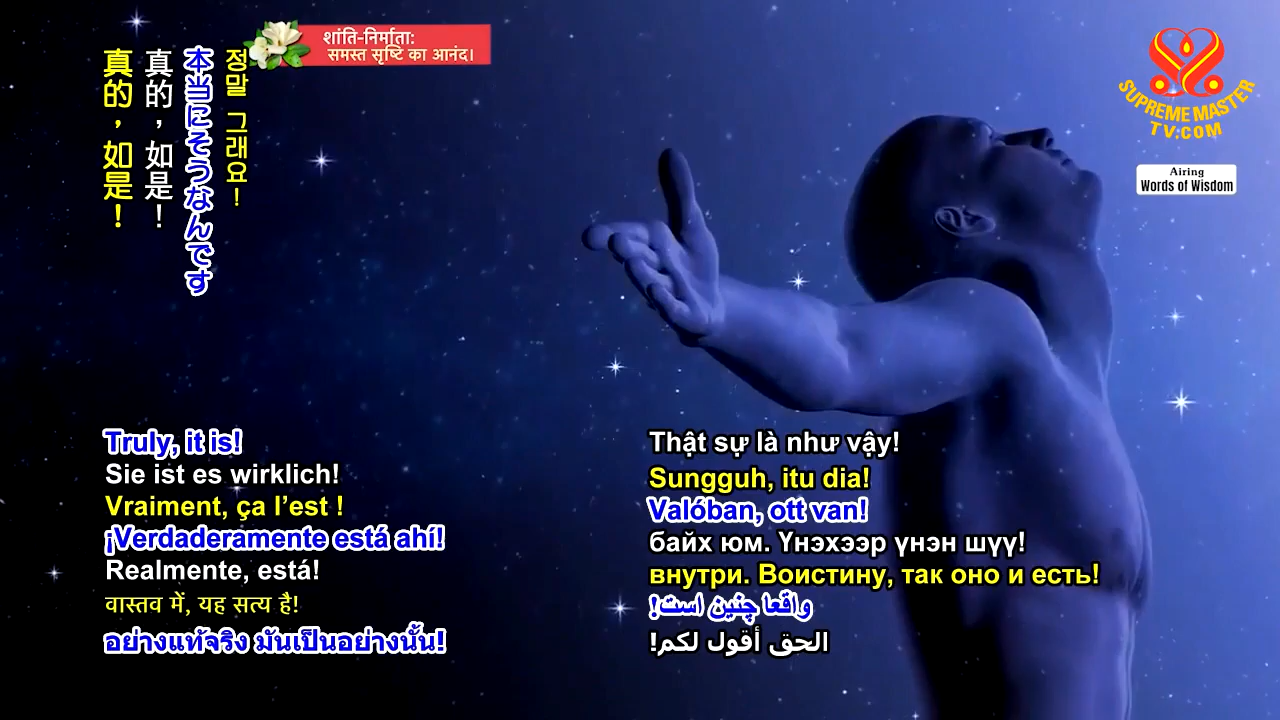 शांति-निर्माता:
समस्त सृष्टि का आनंद।
SUPREME MASTER
TV.COM
Airing
Words of Wisdom
정말 그래요!
本当にそうなんです
真的，如是！
真的，如是！
Truly, it is!
Sie ist es wirklich!
Vraiment, ça l’est !
¡Verdaderamente está ahí!
Realmente, está!
वास्तव में, यह सत्य है!
อย่างแท้จริง มันเป็นอย่างนั้น!
Thật sự là như vậy!
Sungguh, itu dia!
Valóban, ott van!
байх юм. Үнэхээр үнэн шүү!
внутри. Воистину, так оно и есть!
واقعا چنین است!
الحق أقول لكم!